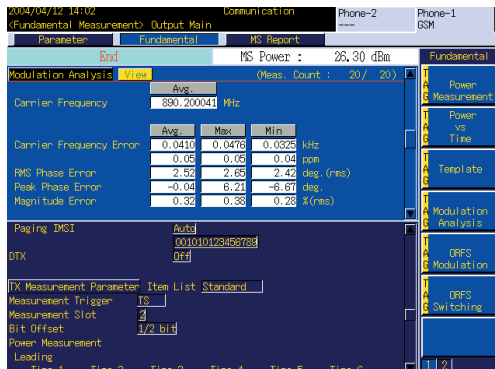 2004/04/12 14:02 Communication Phone-2 Phone-1
<Fundamental Measurement> Output Main --- GSM
Parameter Fundamental MS Report
End MS Power : 26.30 dBm Fundamental
Modulation Analysis View (Meas. Count : 20/ 20)
Avg.
Carrier Frequency 890.200041 MHz
Avg. Max Min
Carrier Frequency Error 0.0410 0.0476 0.0325 kHz
0.05 0.05 0.04 ppm
RMS Phase Error 2.52 2.65 2.42 deg.(rms)
Peak Phase Error -0.04 6.21 -6.67 deg.
Magnitude Error 0.32 0.38 0.28 %(rms)
Paging IMSI Auto
001010123456789
DTX Off
TX Measurement Parameter Item List Standard
Measurement Trigger TS
Measurement Slot 2
Bit Offset 1/2 bit
Power Measurement
Leading
TAG Power Measurement
TAG Power vs Time
TAG Template
TAG Modulation Analysis
TAG ORFS Modulation
TAG ORFS Switching
1 2